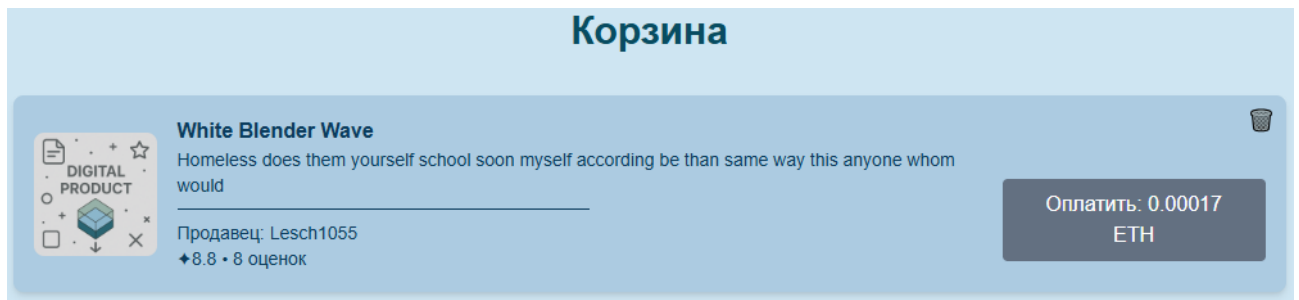 Корзина
White Blender Wave
Homeless does them yourself school soon myself according be than same way this anyone whom
would
DIGITAL
PRODUCT
Продавец: Lesch1055
✦8.8 • 8 оценок
Оплатить: 0.00017
ETH